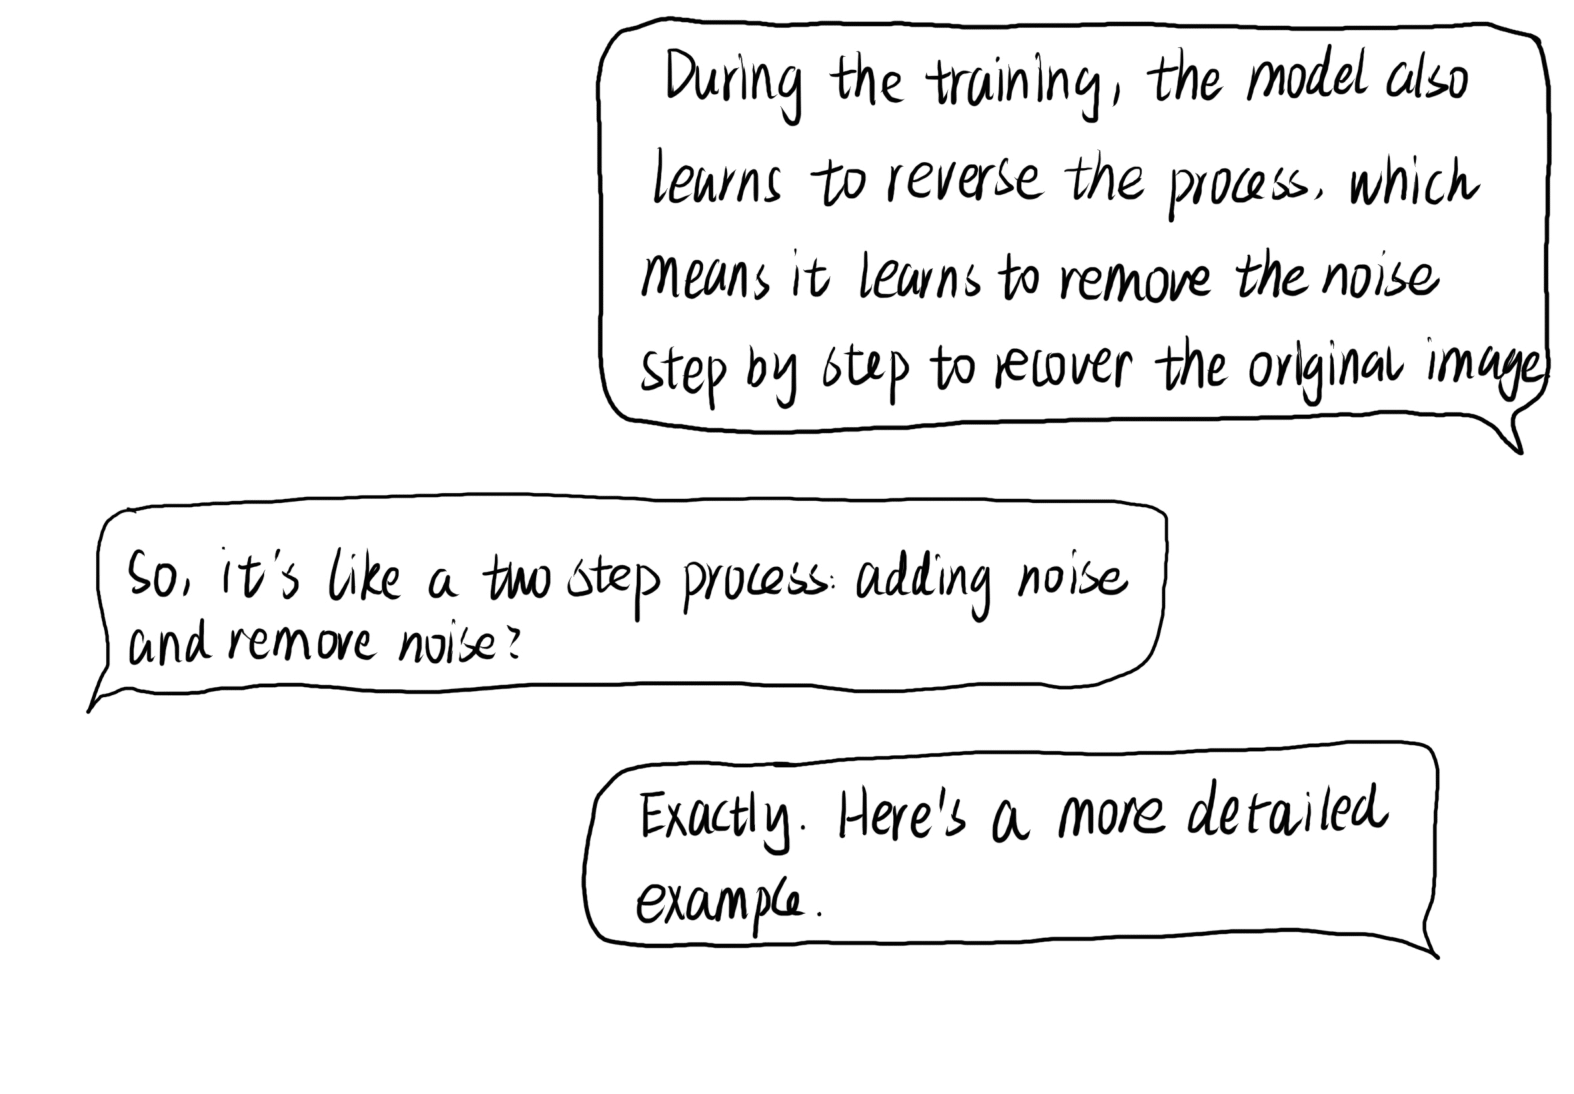 During the training, the model also
learns to reverse the process, which
means it learns to remove the noise
step by step to recover the original image
So, it's like a two step process: adding noise
and remove noise?
Exactly. Here's a more detailed
example.